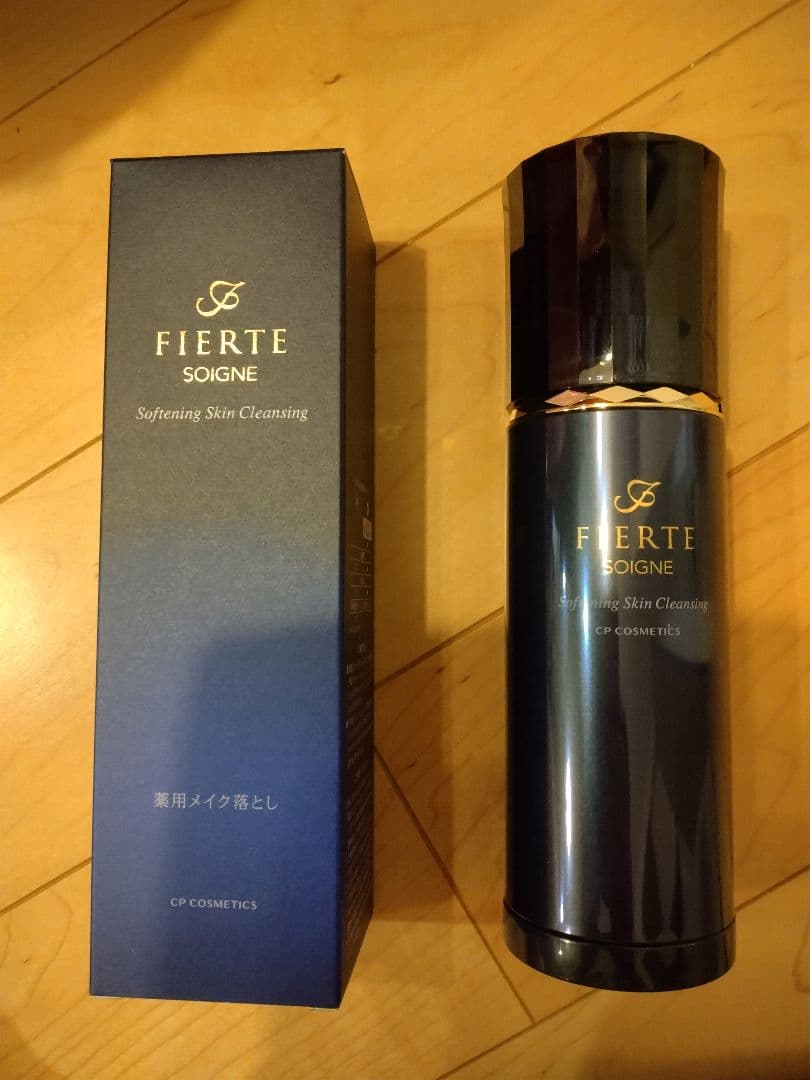 FIERTE
SOIGNE
Softening Skin Cleansing
薬用メイク落とし
CP COSMETICS
FIERTE
SOIGNE
Softening Skin Cleansing
CP COSMETICS